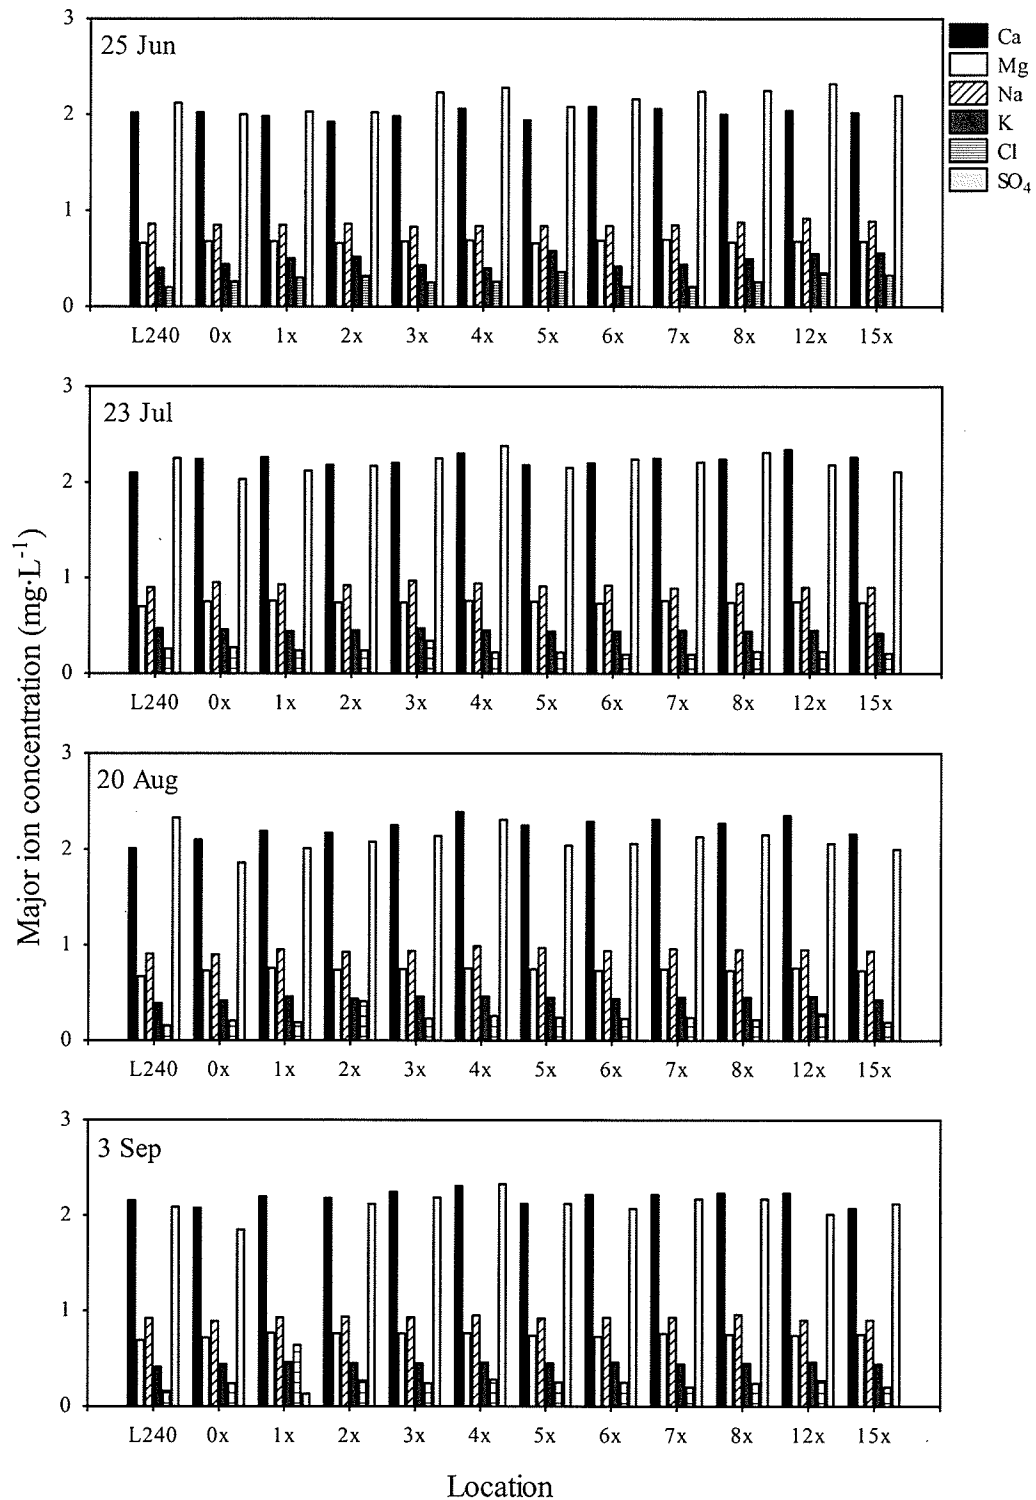 3
25 Jun
Ca
Mg
Na
K
Cl
SO₄
2
1
0
L240 0x 1x 2x 3x 4x 5x 6x 7x 8x 12x 15x
3
23 Jul
2
1
0
L240 0x 1x 2x 3x 4x 5x 6x 7x 8x 12x 15x
Major ion concentration (mg·L⁻¹)
3
20 Aug
2
1
0
L240 0x 1x 2x 3x 4x 5x 6x 7x 8x 12x 15x
3
3 Sep
2
1
0
L240 0x 1x 2x 3x 4x 5x 6x 7x 8x 12x 15x
Location